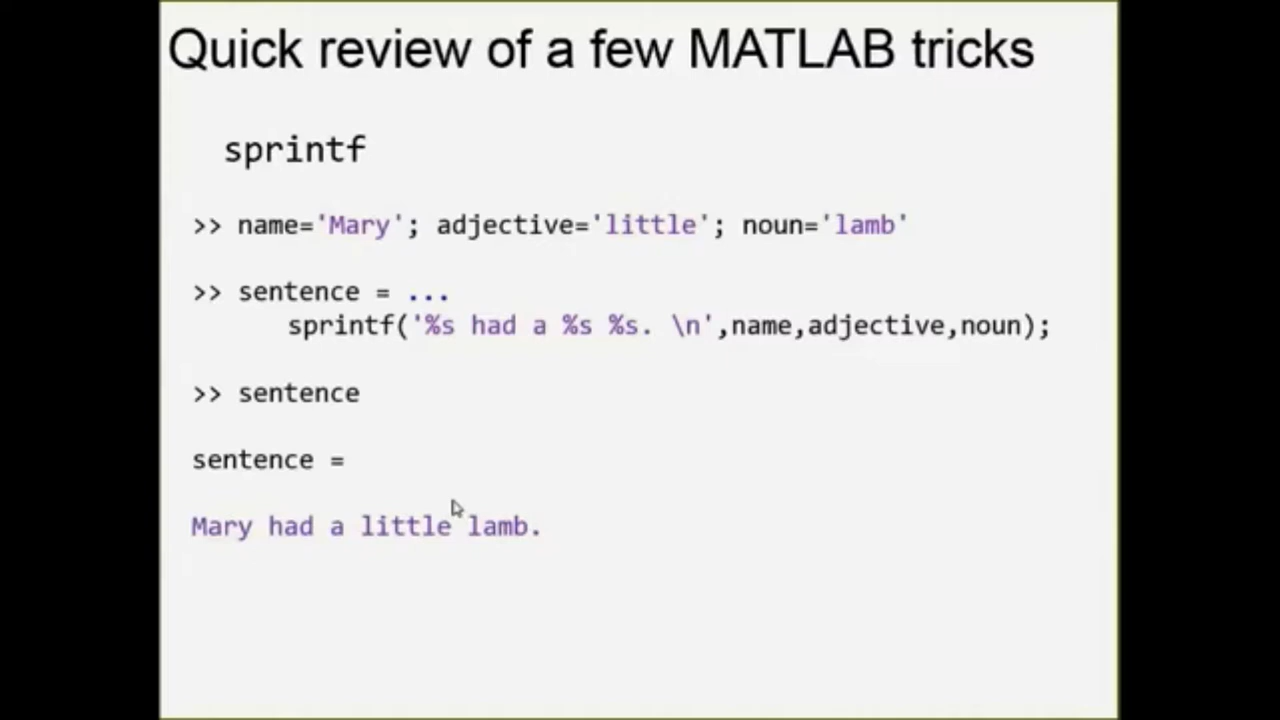 Quick review of a few MATLAB tricks
sprintf
>> name='Mary'; adjective='little'; noun='lamb'
>> sentence = ...
sprintf('%s had a %s %s. \n',name,adjective,noun);
>> sentence
sentence =
Mary had a little lamb.